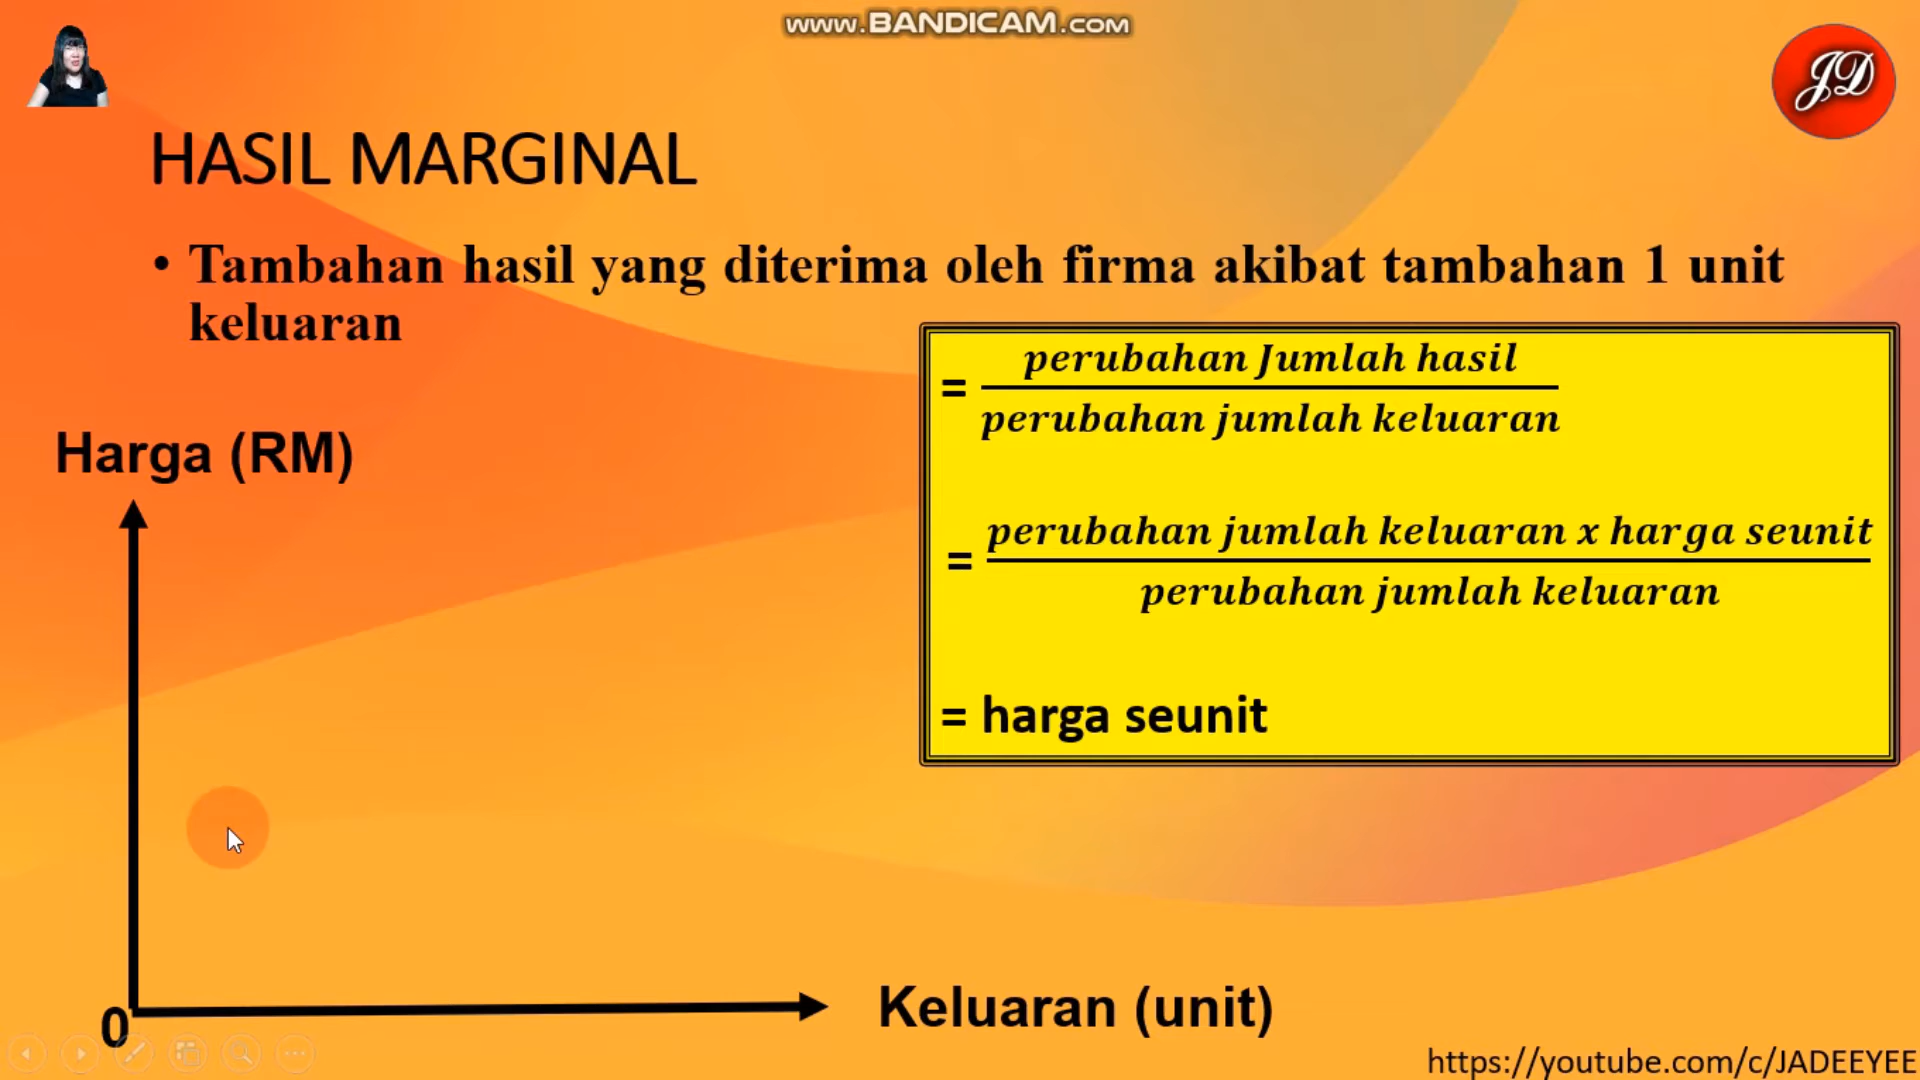 www.BANDICAM.com
JD
HASIL MARGINAL
• Tambahan hasil yang diterima oleh firma akibat tambahan 1 unit
keluaran
= perubahan Jumlah hasil
perubahan jumlah keluaran
Harga (RM)
= perubahan jumlah keluaran x harga seunit
perubahan jumlah keluaran
= harga seunit
0
Keluaran (unit)
https://youtube.com/c/JADEEYEE